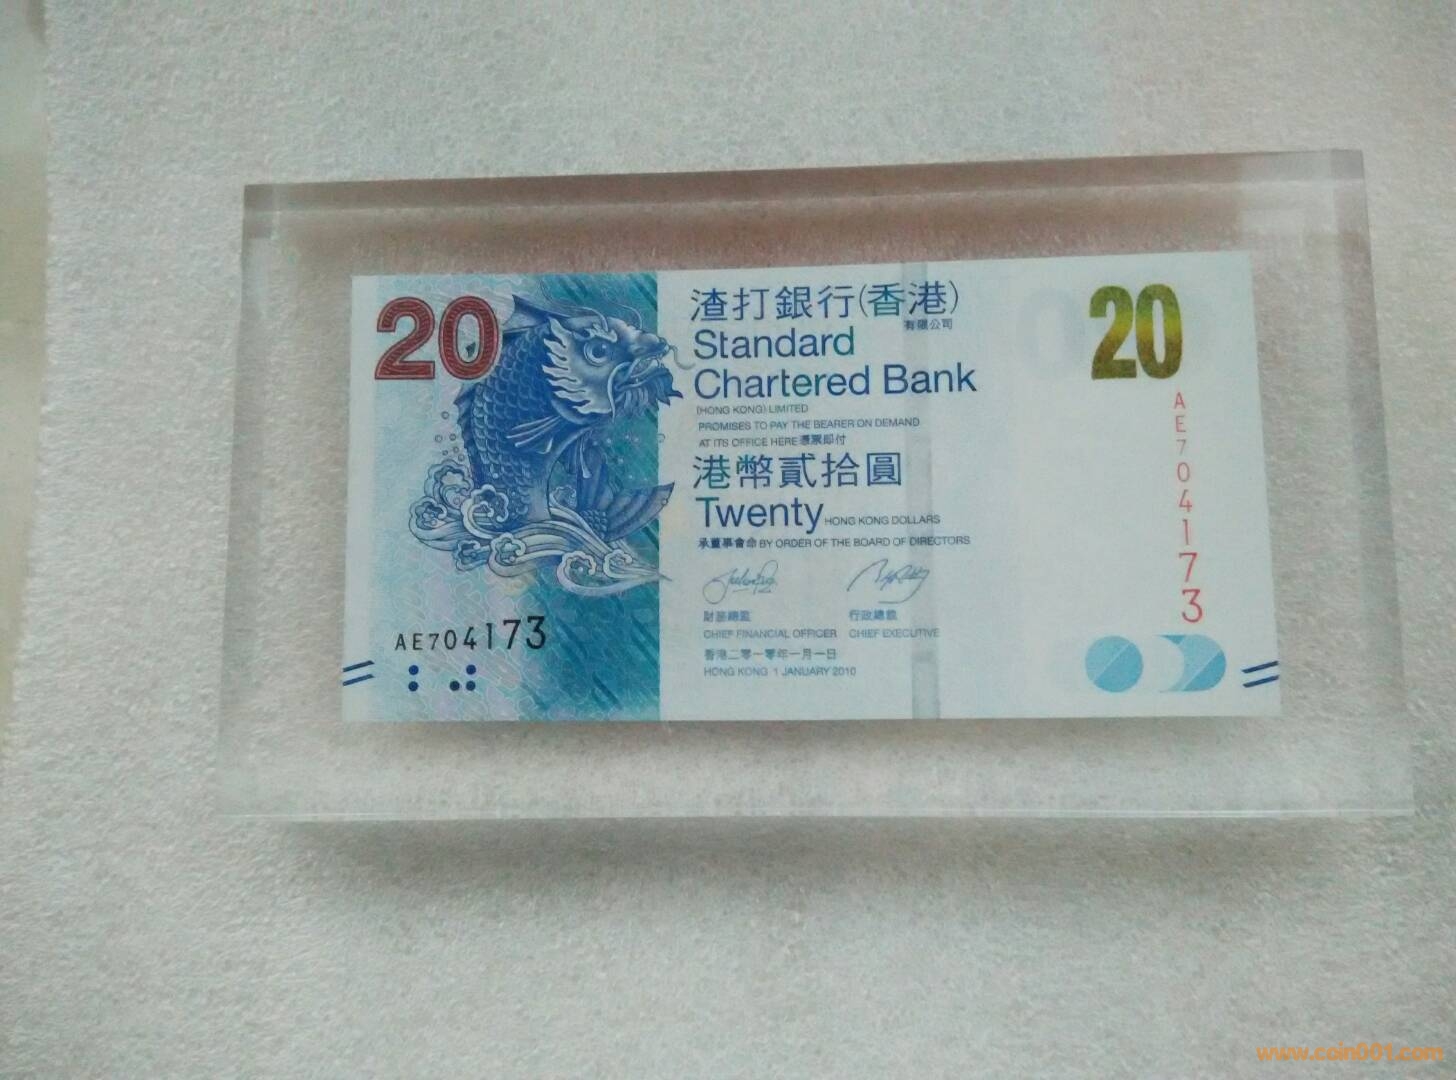 20
渣打銀行(香港)
有限公司
20
Standard
Chartered Bank
(HONG KONG) LIMITED
PROMISES TO PAY THE BEARER ON DEMAND
AT ITS OFFICE HERE 憑票即付
港幣貳拾圓
Twenty HONG KONG DOLLARS
承董事會命 BY ORDER OF THE BOARD OF DIRECTORS
財務總監
行政總監
CHIEF FINANCIAL OFFICER
CHIEF EXECUTIVE
香港二零一零年一月一日
HONG KONG 1 JANUARY 2010
AE704173
AE704173
www.coin001.com